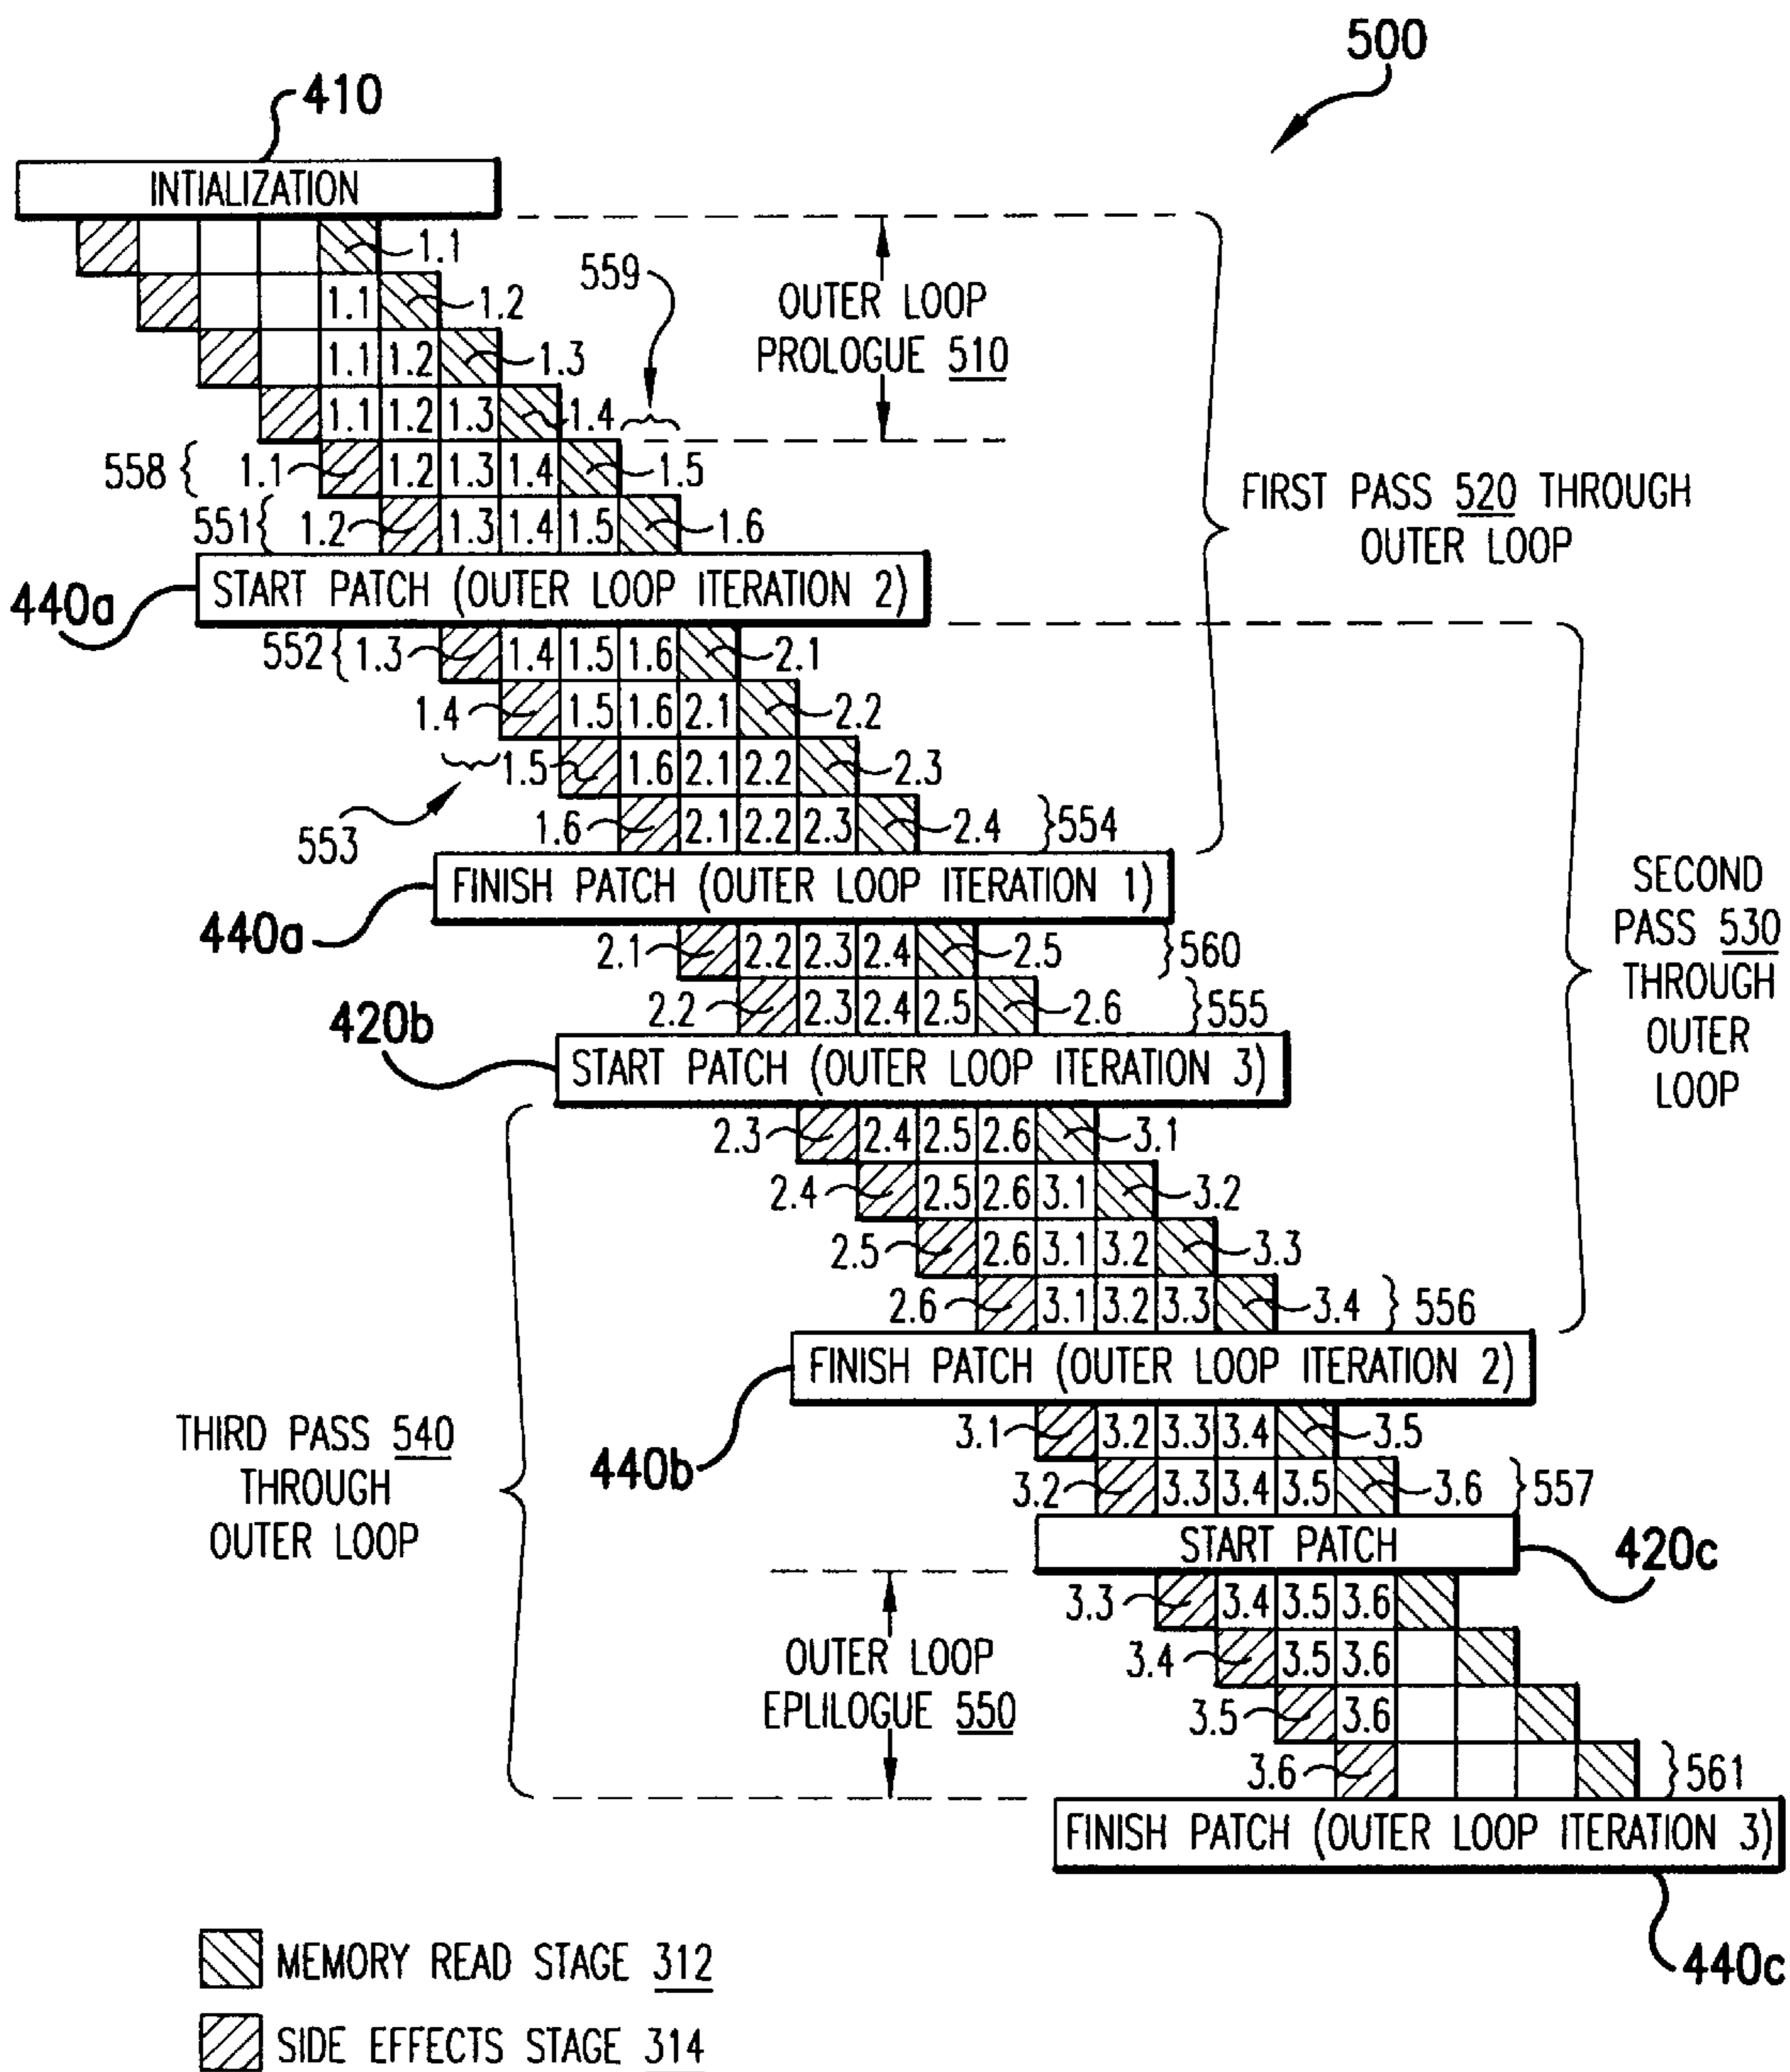 500
410
INTIALIZATION
1.1
1.1 1.2
559
OUTER LOOP
PROLOGUE 510
1.1 1.2 1.3
1.1 1.2 1.3 1.4
558 { 1.1 1.2 1.3 1.4 1.5
FIRST PASS 520 THROUGH
OUTER LOOP
551 { 1.2 1.3 1.4 1.5 1.6
440a
START PATCH (OUTER LOOP ITERATION 2)
552 { 1.3 1.4 1.5 1.6 2.1
1.4 1.5 1.6 2.1 2.2
1.5 1.6 2.1 2.2 2.3
553
1.6 2.1 2.2 2.3 2.4 } 554
FINISH PATCH (OUTER LOOP ITERATION 1)
440a
SECOND
PASS 530
THROUGH
OUTER
LOOP
2.1 2.2 2.3 2.4 2.5 } 560
2.2 2.3 2.4 2.5 2.6 } 555
420b
START PATCH (OUTER LOOP ITERATION 3)
2.3 2.4 2.5 2.6 3.1
2.4 2.5 2.6 3.1 3.2
2.5 2.6 3.1 3.2 3.3
2.6 3.1 3.2 3.3 3.4 } 556
FINISH PATCH (OUTER LOOP ITERATION 2)
440b
THIRD PASS 540
THROUGH
OUTER LOOP
3.1 3.2 3.3 3.4 3.5
3.2 3.3 3.4 3.5 3.6 } 557
START PATCH
420c
3.3 3.4 3.5 3.6
OUTER LOOP
EPLILOGUE 550
3.4 3.5 3.6
3.5 3.6
3.6 } 561
FINISH PATCH (OUTER LOOP ITERATION 3)
440c
MEMORY READ STAGE 312
SIDE EFFECTS STAGE 314